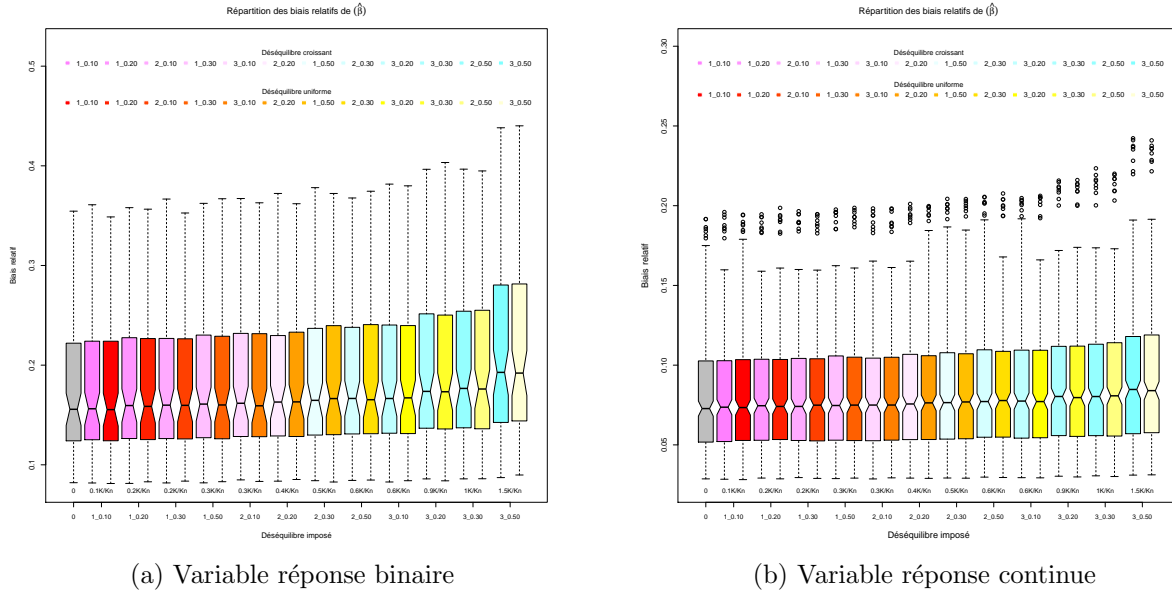 Répartition des biais relatifs de (β̂)
Déséquilibre croissant
1_0.10 1_0.20 2_0.10 1_0.30 3_0.10 2_0.20 1_0.50 2_0.30 3_0.20 3_0.30 2_0.50 3_0.50
Déséquilibre uniforme
1_0.10 1_0.20 2_0.10 1_0.30 3_0.10 2_0.20 1_0.50 2_0.30 3_0.20 3_0.30 2_0.50 3_0.50
Biais relatif
0.5
0.4
0.3
0.2
0.1
0 0.1K/Kn 0.2K/Kn 0.2K/Kn 0.3K/Kn 0.3K/Kn 0.4K/Kn 0.5K/Kn 0.6K/Kn 0.6K/Kn 0.9K/Kn 1K/Kn 1.5K/Kn
0 1_0.10 1_0.20 1_0.30 1_0.50 2_0.10 2_0.20 2_0.30 2_0.50 3_0.10 3_0.20 3_0.30 3_0.50
Déséquilibre imposé
(a) Variable réponse binaire
Répartition des biais relatifs de (β̂)
Déséquilibre croissant
1_0.10 1_0.20 2_0.10 1_0.30 3_0.10 2_0.20 1_0.50 2_0.30 3_0.20 3_0.30 2_0.50 3_0.50
Déséquilibre uniforme
1_0.10 1_0.20 2_0.10 1_0.30 3_0.10 2_0.20 1_0.50 2_0.30 3_0.20 3_0.30 2_0.50 3_0.50
Biais relatif
0.30
0.25
0.20
0.15
0.10
0.05
0 0.1K/Kn 0.2K/Kn 0.2K/Kn 0.3K/Kn 0.3K/Kn 0.4K/Kn 0.5K/Kn 0.6K/Kn 0.6K/Kn 0.9K/Kn 1K/Kn 1.5K/Kn
0 1_0.10 1_0.20 1_0.30 1_0.50 2_0.10 2_0.20 2_0.30 2_0.50 3_0.10 3_0.20 3_0.30 3_0.50
Déséquilibre imposé
(b) Variable réponse continue